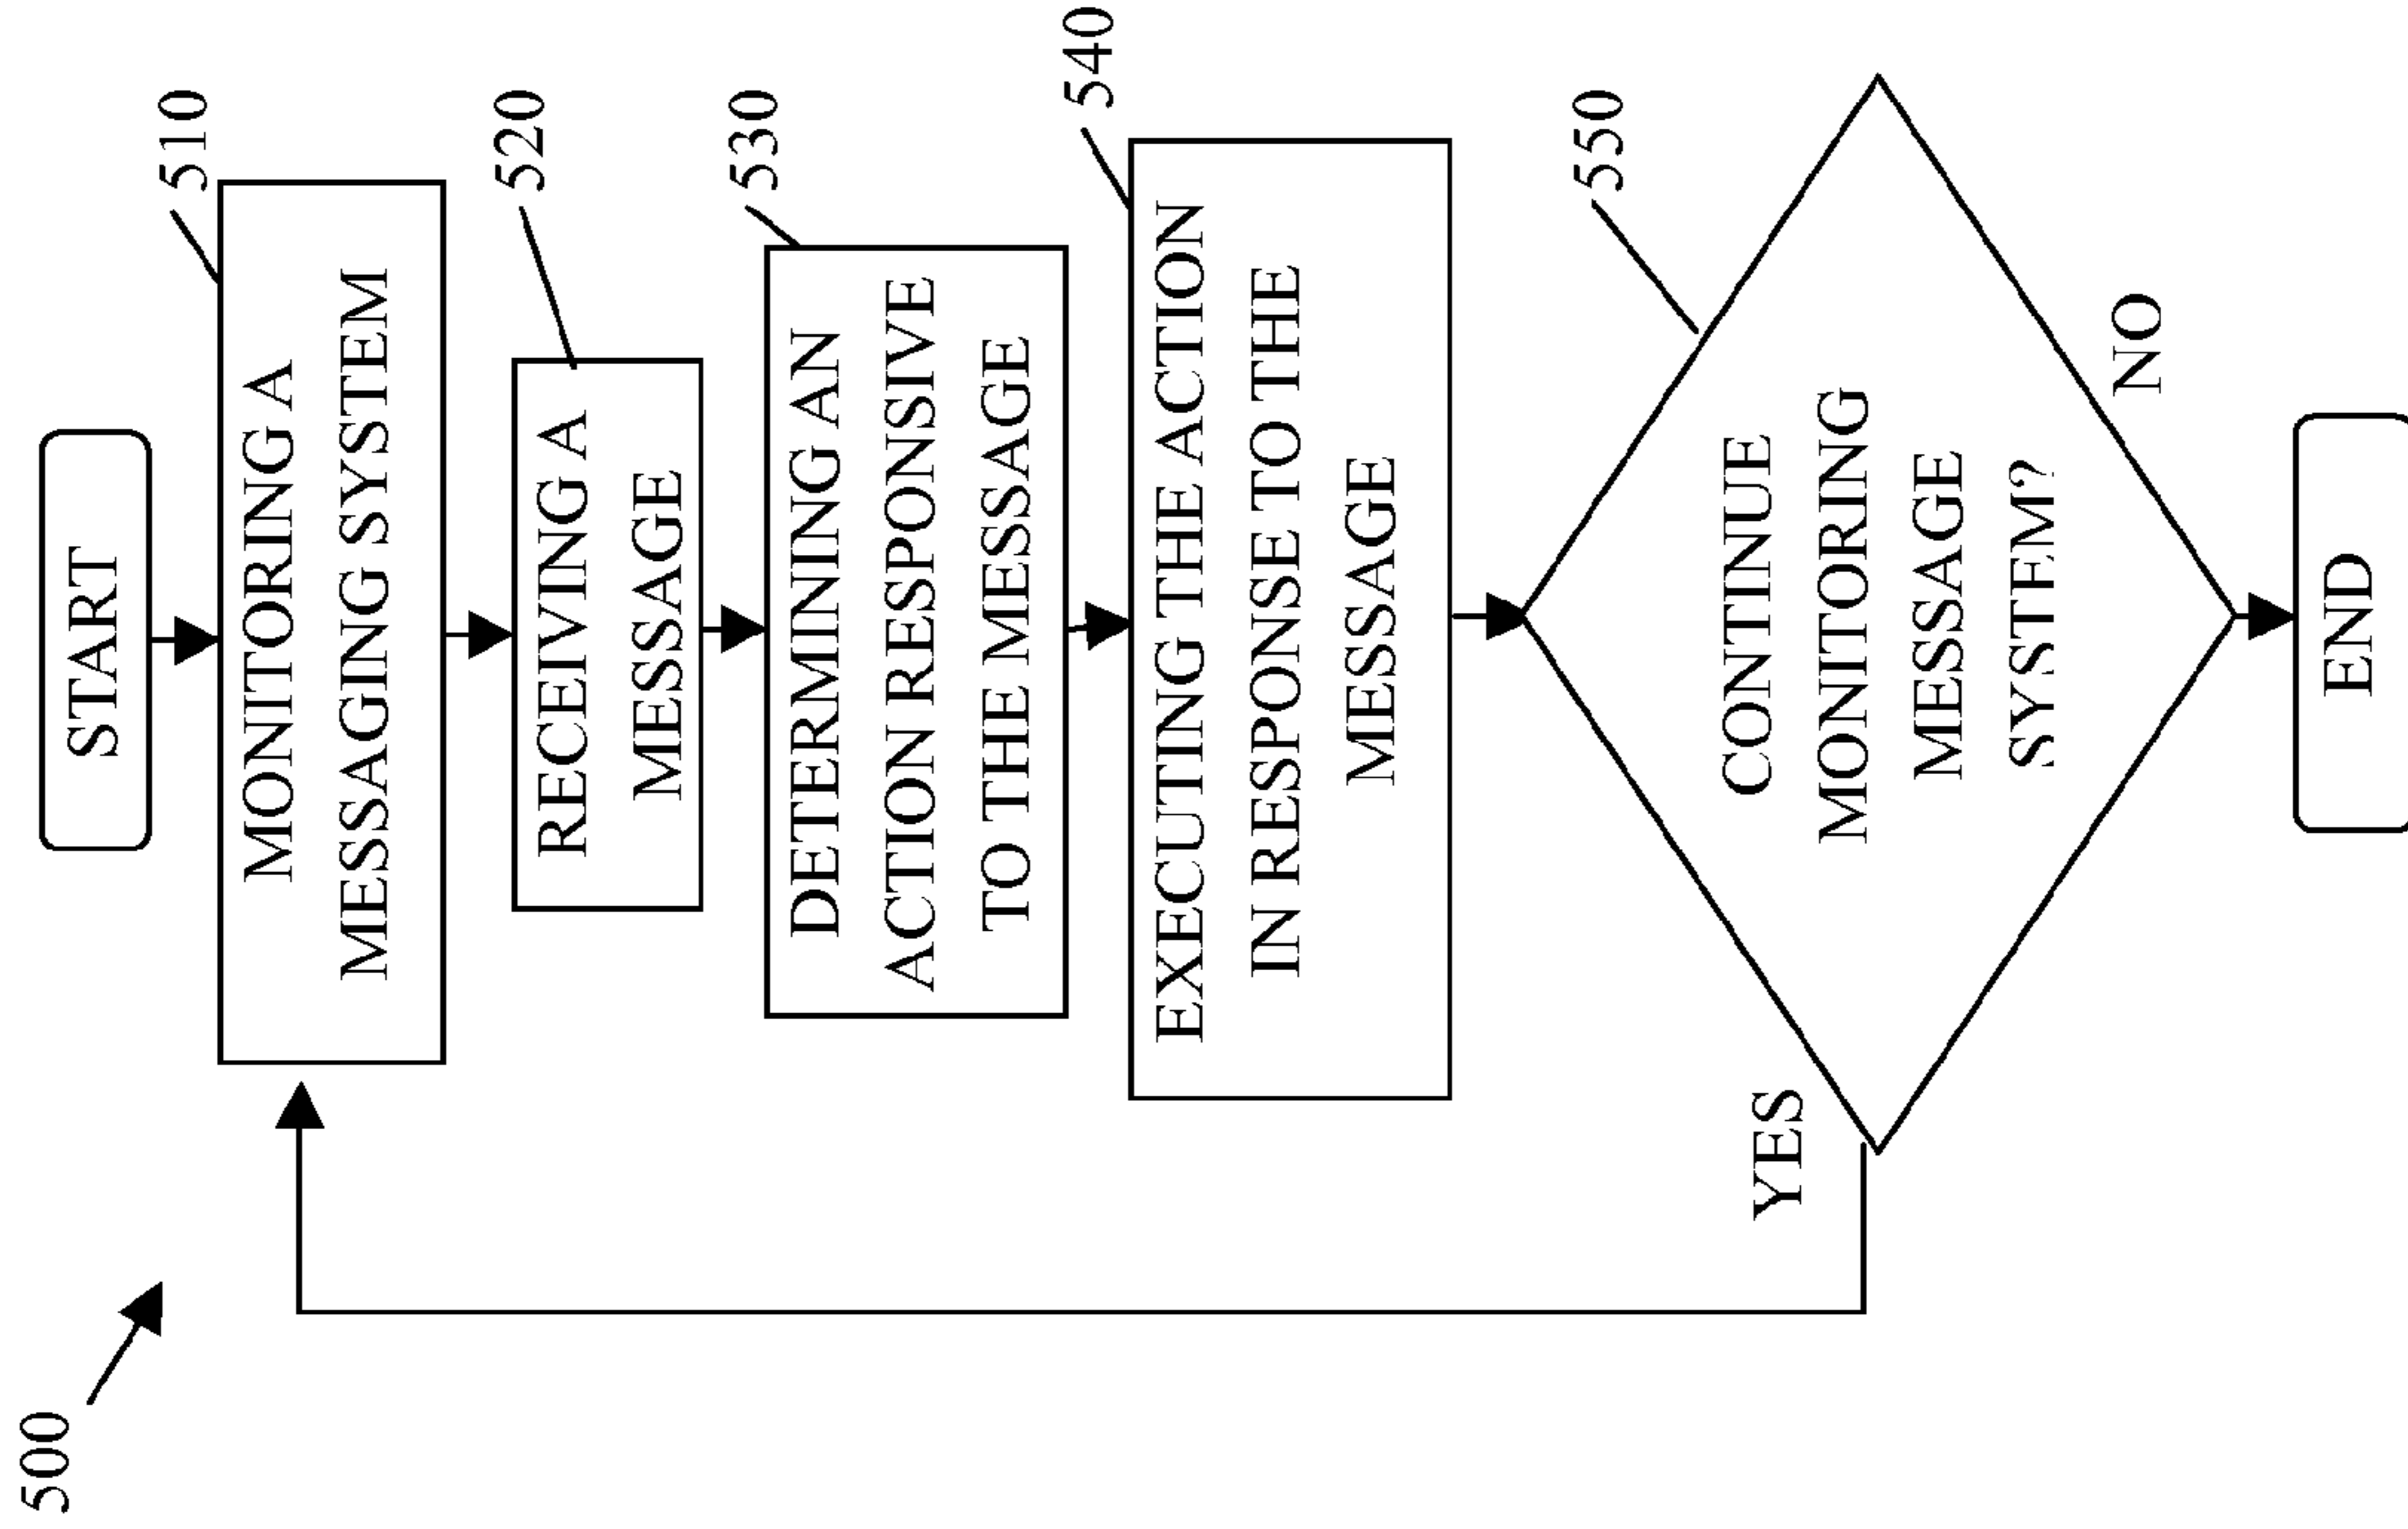 500
START
510
MONITORING A
MESSAGING SYSTEM
520
RECEIVING A
MESSAGE
530
DETERMINING AN
ACTION RESPONSIVE
TO THE MESSAGE
540
EXECUTING THE ACTION
IN RESPONSE TO THE
MESSAGE
550
CONTINUE
MONITORING
MESSAGE
SYSTEM?
YES
NO
END